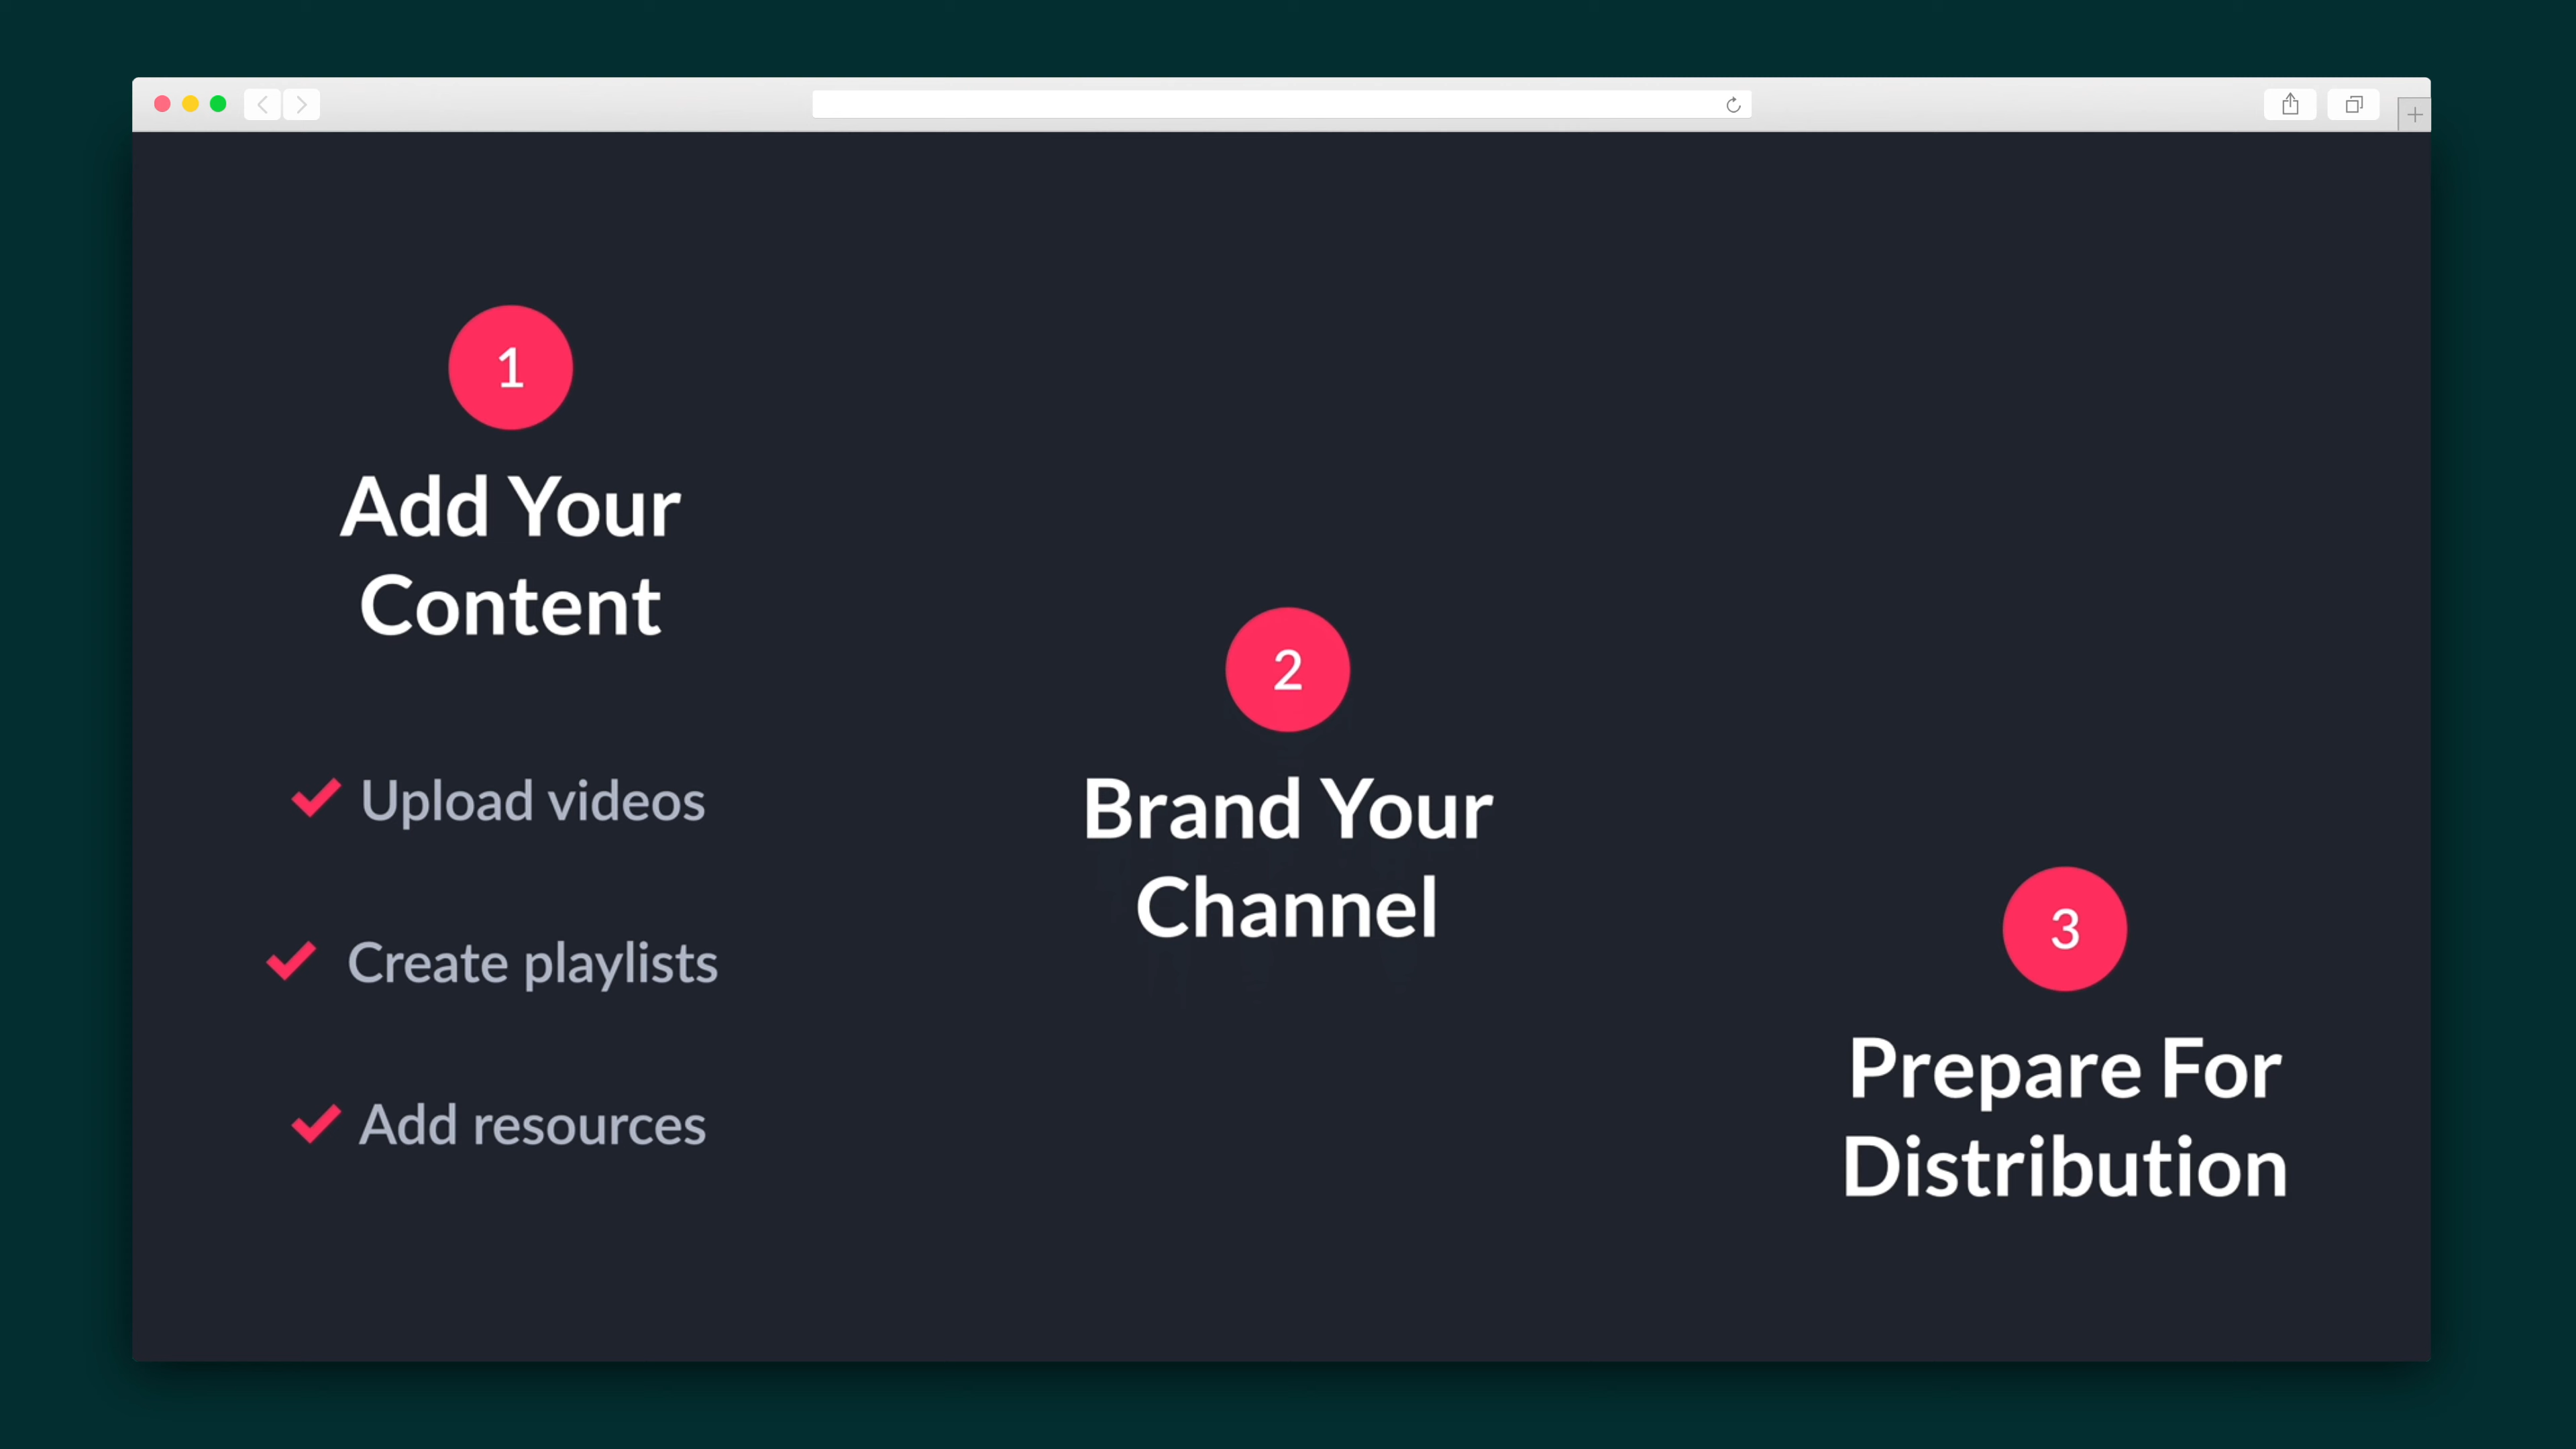 1
Add Your
Content
Upload videos
Create playlists
Add resources
2
Brand Your
Channel
3
Prepare For
Distribution